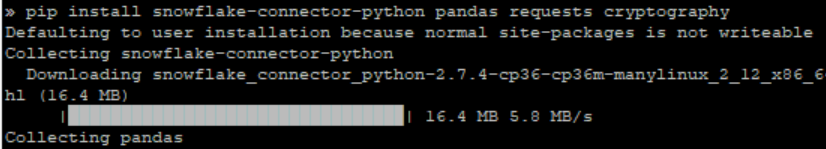 » pip install snowflake-connector-python pandas requests cryptography
Defaulting to user installation because normal site-packages is not writeable
Collecting snowflake-connector-python
  Downloading snowflake_connector_python-2.7.4-cp36-cp36m-manylinux_2_12_x86_6
hl (16.4 MB)
     |████████████████████████████████| 16.4 MB 5.8 MB/s
Collecting pandas